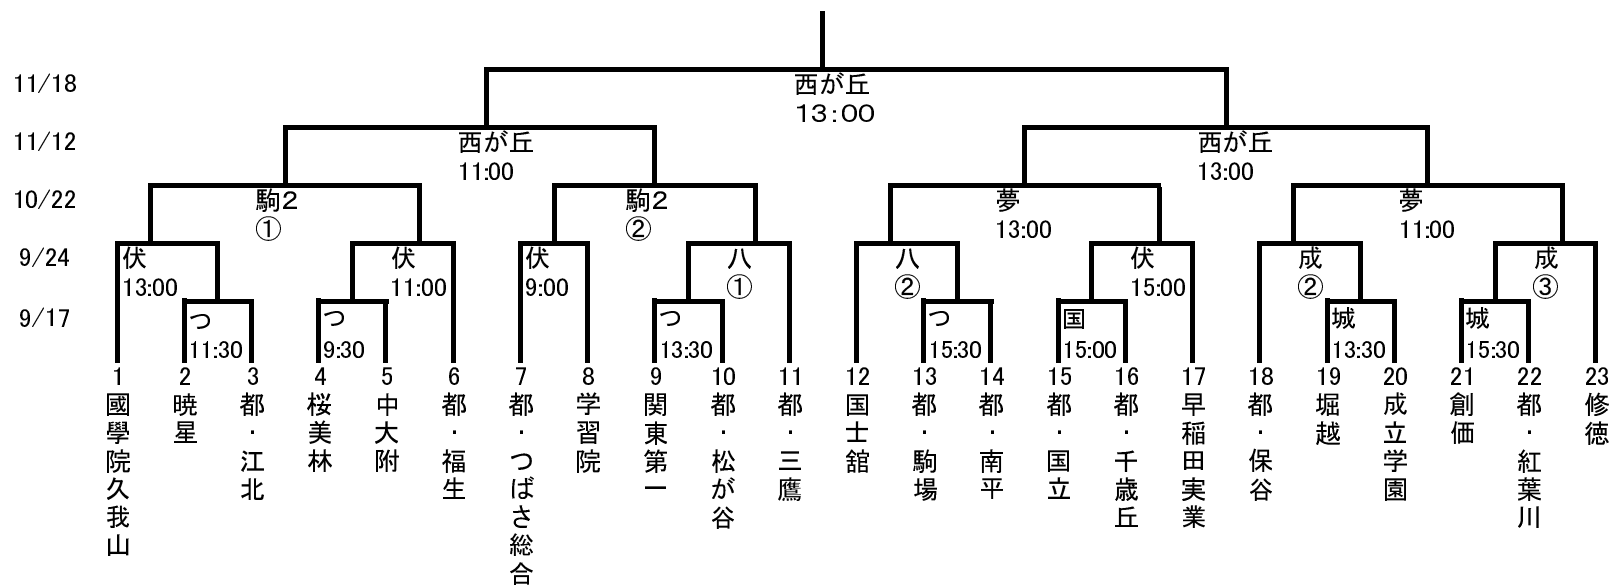 11/18
西が丘
13:00
11/12
西が丘
11:00
西が丘
13:00
10/22
駒2
①
駒2
②
夢
13:00
夢
11:00
9/24
伏
13:00
伏
11:00
伏
9:00
八
①
八
②
伏
15:00
成
②
成
③
9/17
つ
11:30
つ
9:30
つ
13:30
つ
15:30
国
15:00
城
13:30
城
15:30
1
國學院久我山
2
暁星
3
都・江北
4
桜美林
5
中大附
6
都・福生
7
都・つばさ総合
8
学習院
9
関東第一
10
都・松が谷
11
都・三鷹
12
国士舘
13
都・駒場
14
都・南平
15
都・国立
16
都・千歳丘
17
早稲田実業
18
都・保谷
19
堀越
20
成立学園
21
創価
22
都・紅葉川
23
修徳